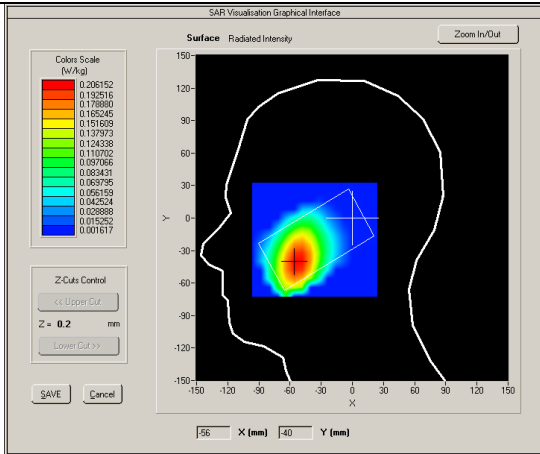 SAR Visualisation Graphical Interface
Surface Radiated Intensity
Zoom In/Out
Colors Scale
(W/kg)
0.206152
0.192516
0.178880
0.165245
0.151609
0.137973
0.124338
0.110702
0.097066
0.083431
0.069795
0.056159
0.042524
0.028888
0.015252
0.001617
Z-Cuts Control
<< Upper Cut
Z = 0.2 mm
Lower Cut >>
SAVE Cancel
150-
120-
90-
60-
30-
0-
-30-
-60-
-90-
-120-
-150-
Y
-150 -120 -90 -60 -30 0 30 60 90 120 150
X
-56 X (mm) -40 Y (mm)